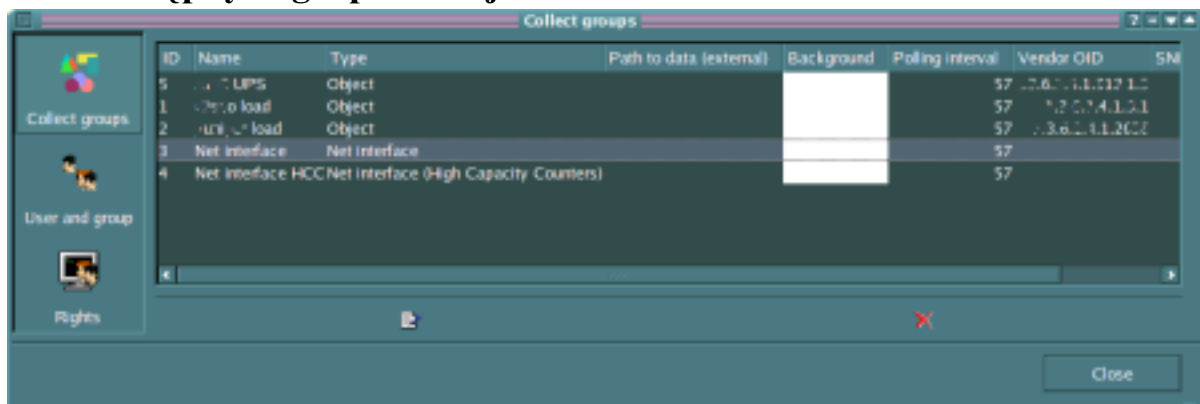 Collect groups
ID Name Type Path to data (external) Background Polling interval Vendor OID SNI
5 UPS Object 57
1 load Object 57
2 load Object 57
3 Net interface Net interface 57
4 Net interface HCC Net interface (High Capacity Counters) 57
Collect groups
User and group
Rights
Close